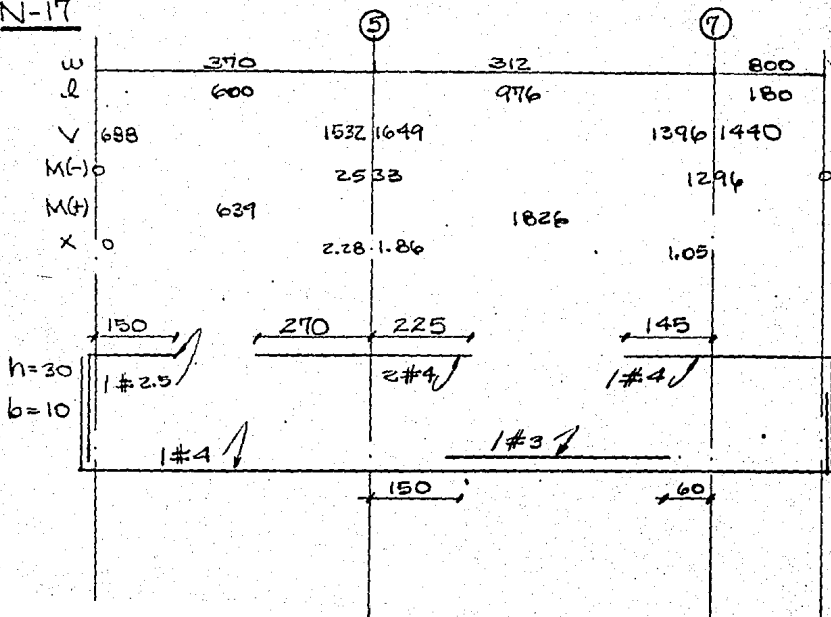 N-17
5 7
w 370 312 800
l 600 976 180
V 688 1532 1649 1396 1440
M(-) 0 2533 1296 0
M(+) 639 1826
x 0 2.28 1.86 1.05
150 270 225 145
h=30 1#2.5 2#4 1#4
b=10
1#4 1#3
150 60